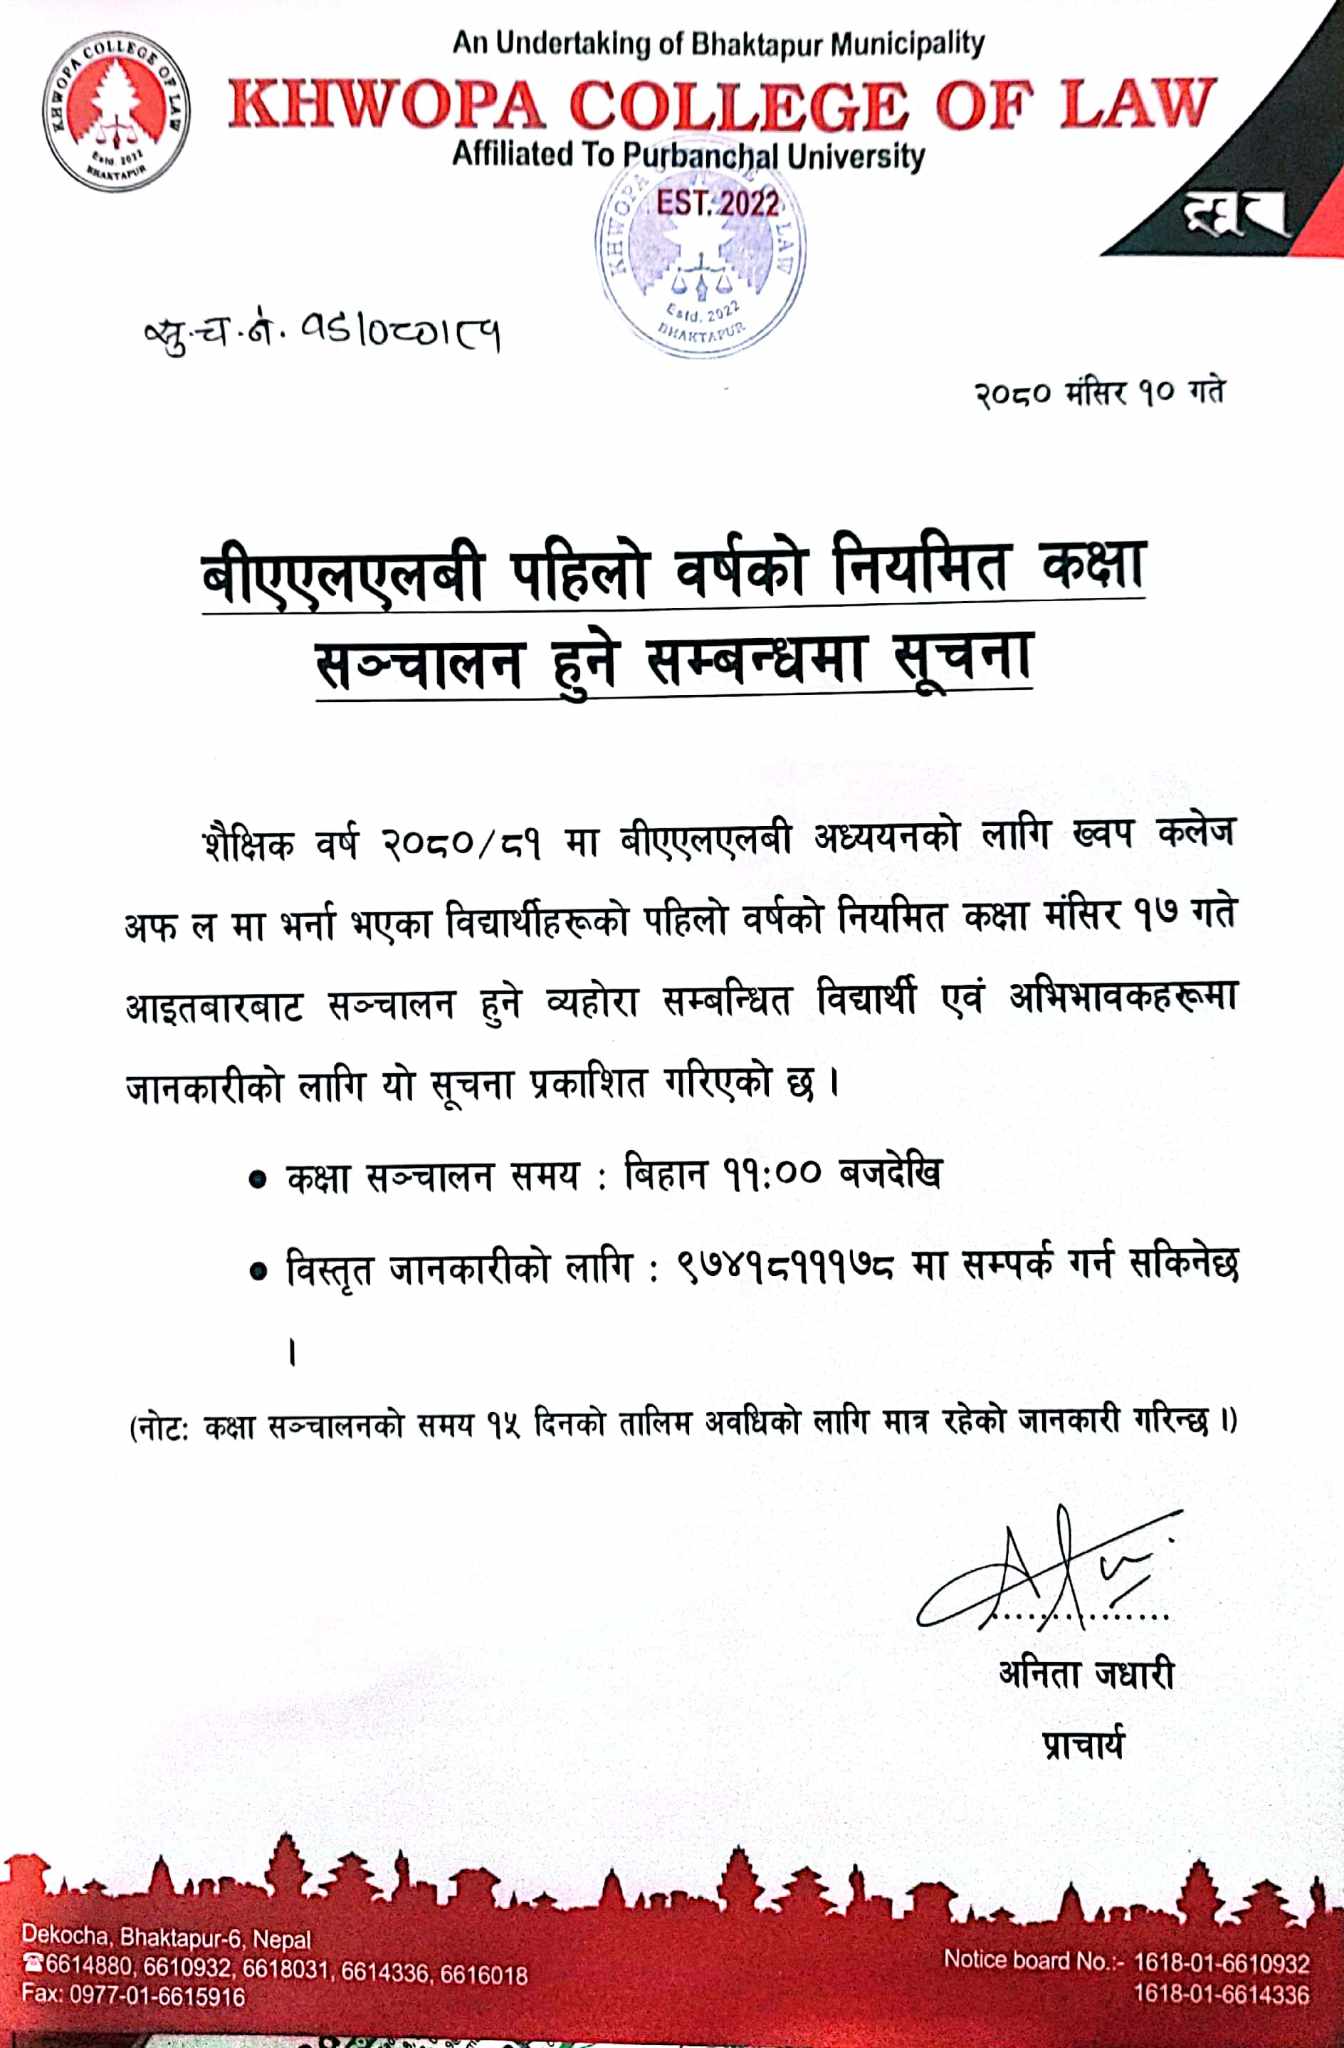 An Undertaking of Bhaktapur Municipality
KHWOPA COLLEGE OF LAW
Affiliated To Purbanchal University
EST. 2022
KHWOPA COLLEGE OF LAW
Estd. 2022
BHAKTAPUR
ख्वप
KHWOPA COLLEGE OF LAW
Estd. 2022
BHAKTAPUR
सु.च.नं. १९/०८०/८१
२०८० मंसिर १० गते
बीएएलएलबी पहिलो वर्षको नियमित कक्षा
सञ्चालन हुने सम्बन्धमा सूचना
शैक्षिक वर्ष २०८०/८१ मा बीएएलएलबी अध्ययनको लागि ख्वप कलेज
अफ ल मा भर्ना भएका विद्यार्थीहरूको पहिलो वर्षको नियमित कक्षा मंसिर १७ गते
आइतबारबाट सञ्चालन हुने व्यहोरा सम्बन्धित विद्यार्थी एवं अभिभावकहरूमा
जानकारीको लागि यो सूचना प्रकाशित गरिएको छ ।
• कक्षा सञ्चालन समय : बिहान ११:०० बजदेखि
• विस्तृत जानकारीको लागि : ९७४१८१११७८ मा सम्पर्क गर्न सकिनेछ
।
(नोट: कक्षा सञ्चालनको समय १५ दिनको तालिम अवधिको लागि मात्र रहेको जानकारी गरिन्छ ।)
...............
अनिता जधारी
प्राचार्य
Dekocha, Bhaktapur-6, Nepal
☎6614880, 6610932, 6618031, 6614336, 6616018
Fax: 0977-01-6615916
Notice board No.:- 1618-01-6610932
1618-01-6614336